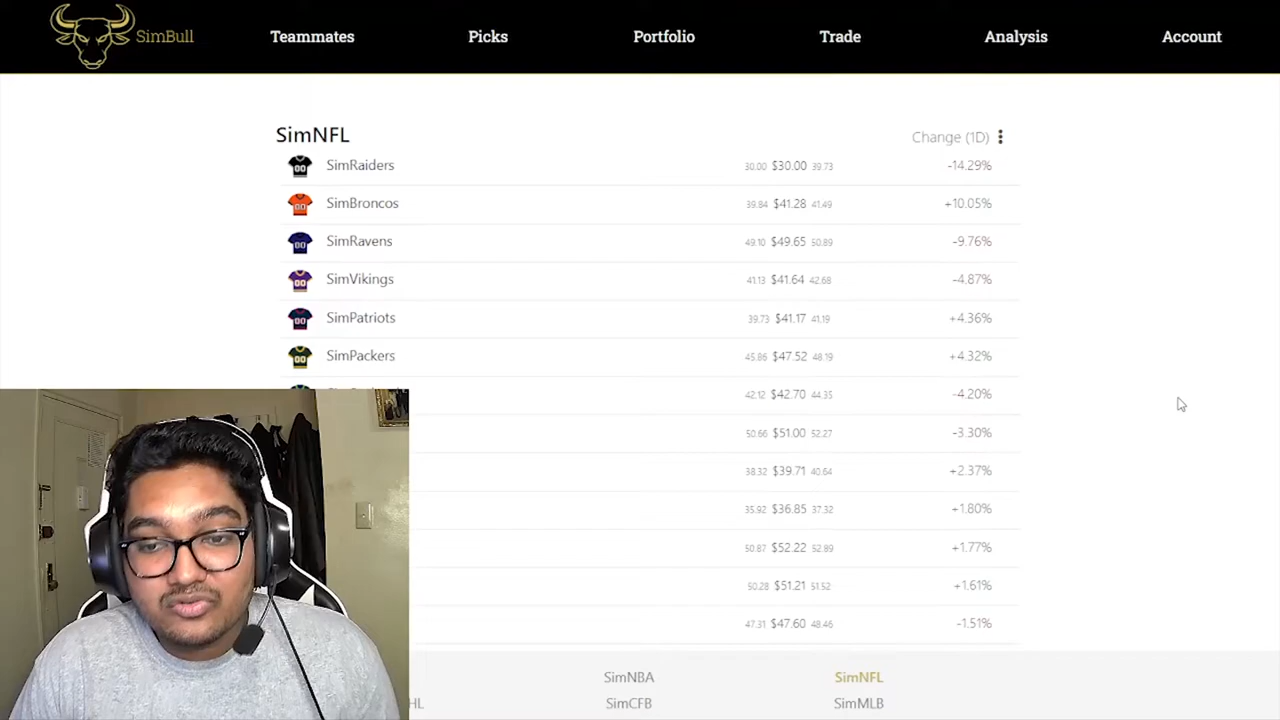 SimBull Teammates Picks Portfolio Trade Analysis Account
SimNFL Change (1D)
SimRaiders 30.00 $30.00 39.73 -14.29%
SimBroncos 39.84 $41.28 41.49 +10.05%
SimRavens 49.10 $49.65 50.89 -9.76%
SimVikings 41.13 $41.64 42.68 -4.87%
SimPatriots 39.73 $41.17 41.19 +4.36%
SimPackers 45.86 $47.52 48.19 +4.32%
42.12 $42.70 44.35 -4.20%
50.66 $51.00 52.27 -3.30%
38.32 $39.71 40.64 +2.37%
35.92 $36.85 37.32 +1.80%
50.87 $52.22 52.89 +1.77%
50.28 $51.21 51.52 +1.61%
47.31 $47.60 48.46 -1.51%
SimNBA SimNFL
HL SimCFB SimMLB